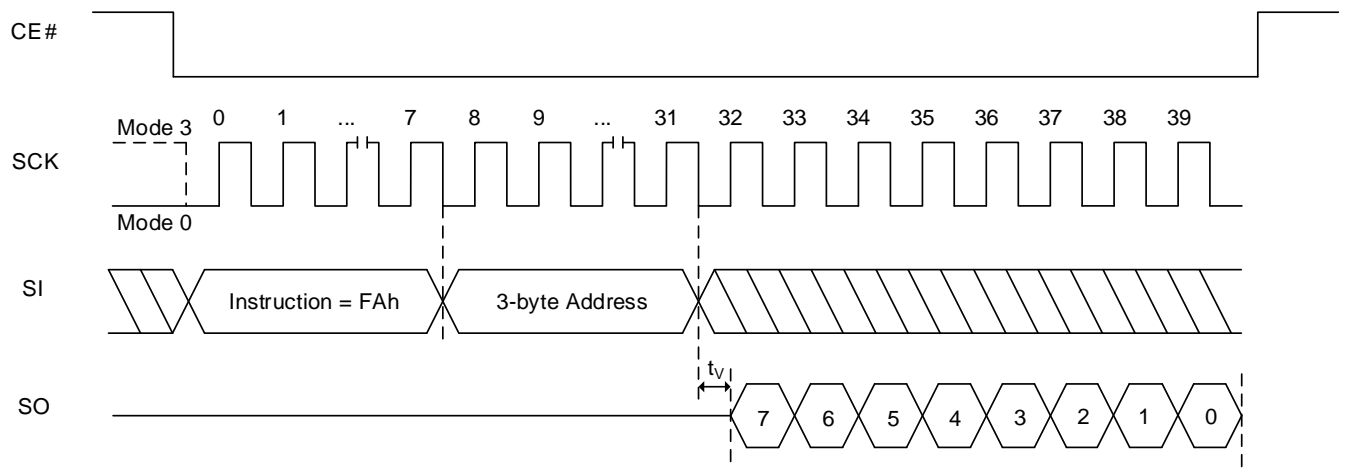 CE#
Mode 3 0 1 ... 7 8 9 ... 31 32 33 34 35 36 37 38 39
SCK
Mode 0
SI Instruction = FAh 3-byte Address
tV
SO 7 6 5 4 3 2 1 0